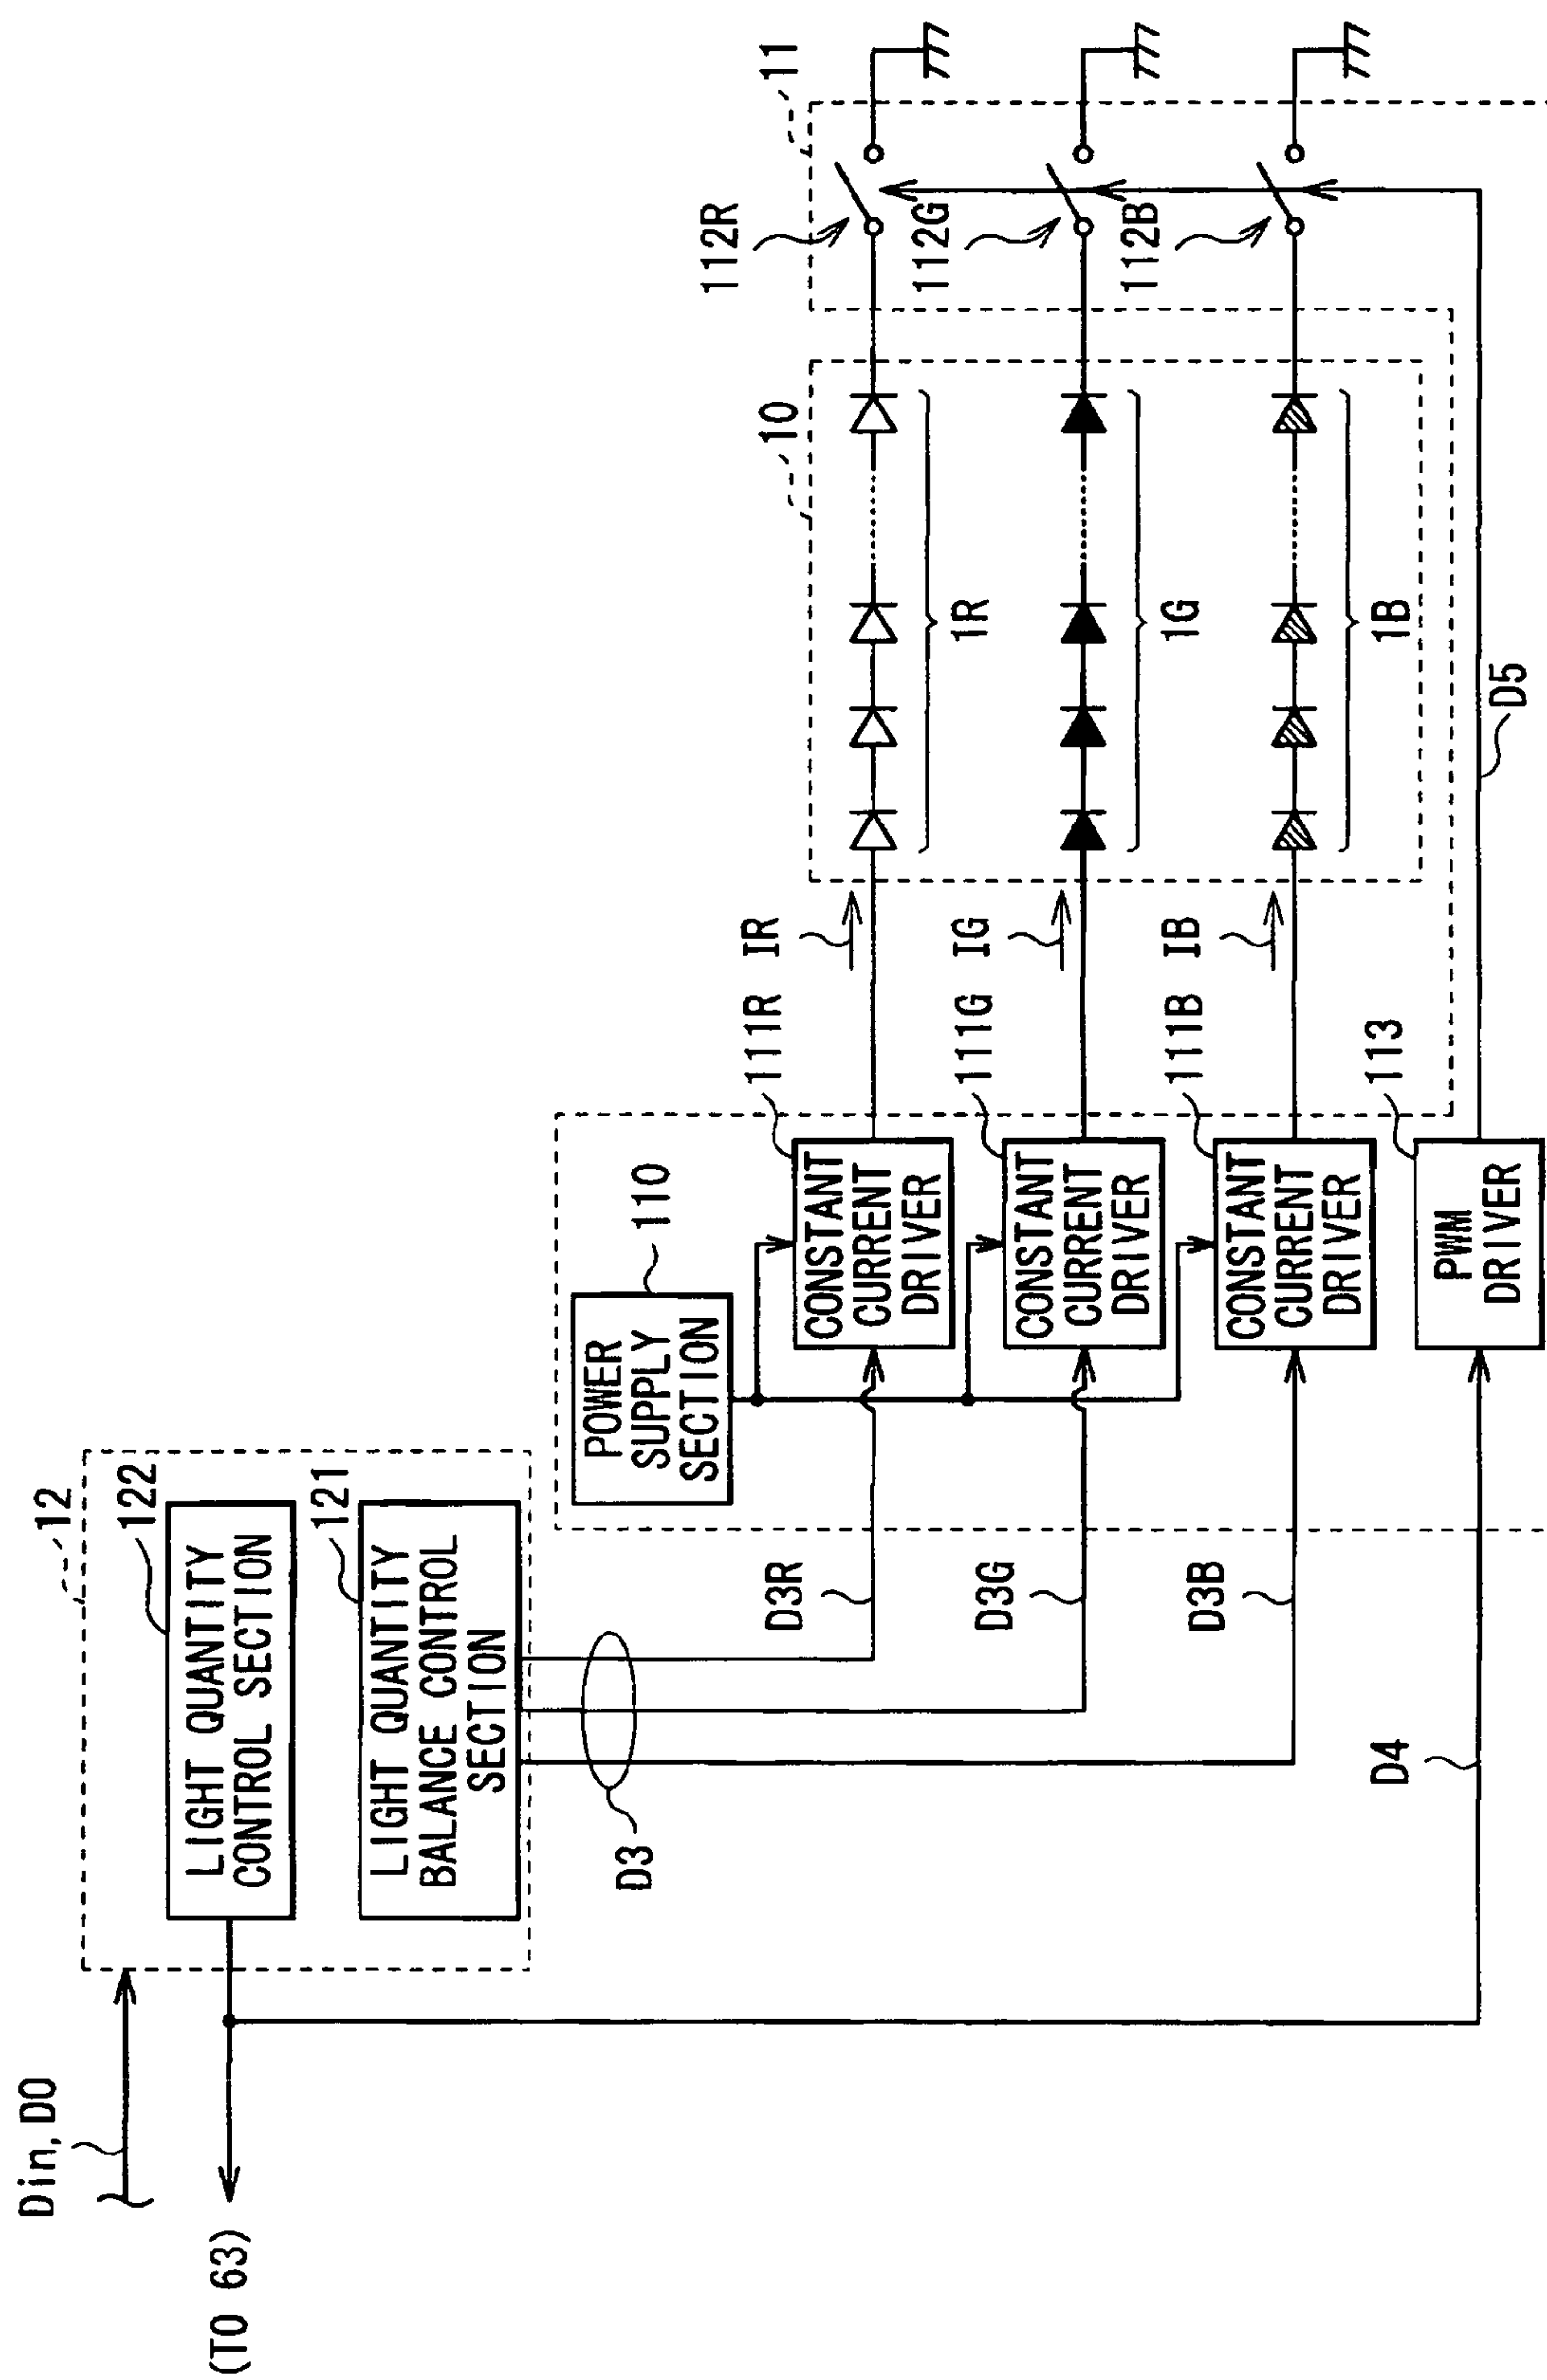 Din, D0
(TO 63)
12
122
LIGHT QUANTITY
CONTROL SECTION
121
LIGHT QUANTITY
BALANCE CONTROL
SECTION
D3
D3R
D3G
D3B
D4
110
POWER
SUPPLY
SECTION
111R
CONSTANT
CURRENT
DRIVER
111G
CONSTANT
CURRENT
DRIVER
111B
CONSTANT
CURRENT
DRIVER
113
PWM
DRIVER
IR
IG
IB
10
1R
1G
1B
D5
11
112R
112G
112B